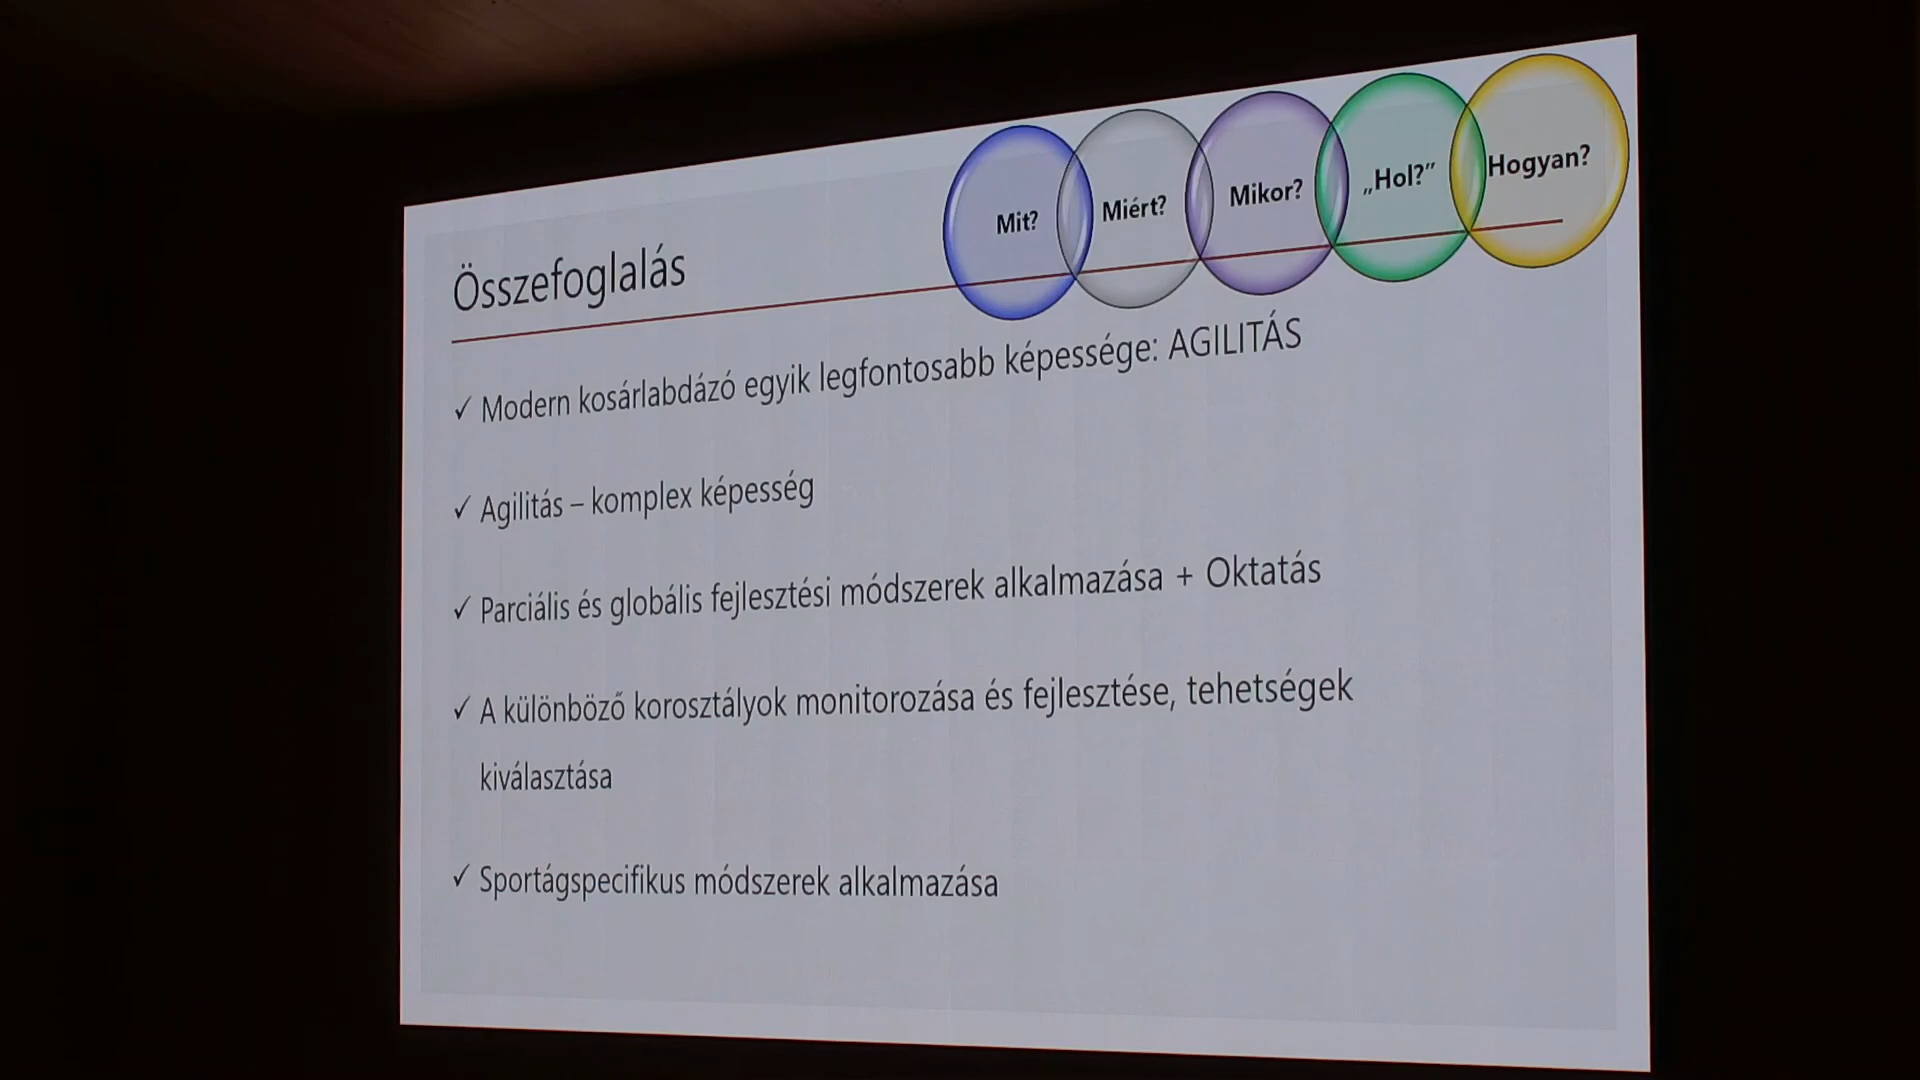 Mit? Miért? Mikor? „Hol?” Hogyan?
Összefoglalás
✓ Modern kosárlabdázó egyik legfontosabb képessége: AGILITÁS
✓ Agilitás – komplex képesség
✓ Parciális és globális fejlesztési módszerek alkalmazása + Oktatás
✓ A különböző korosztályok monitorozása és fejlesztése, tehetségek
kiválasztása
✓ Sportágspecifikus módszerek alkalmazása